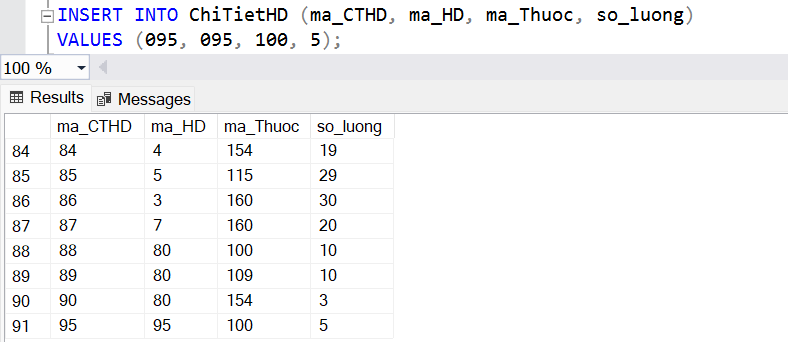 INSERT INTO ChiTietHD (ma_CTHD, ma_HD, ma_Thuoc, so_luong)
VALUES (095, 095, 100, 5);
100 %
Results Messages
ma_CTHD ma_HD ma_Thuoc so_luong
84 84 4 154 19
85 85 5 115 29
86 86 3 160 30
87 87 7 160 20
88 88 80 100 10
89 89 80 109 10
90 90 80 154 3
91 95 95 100 5